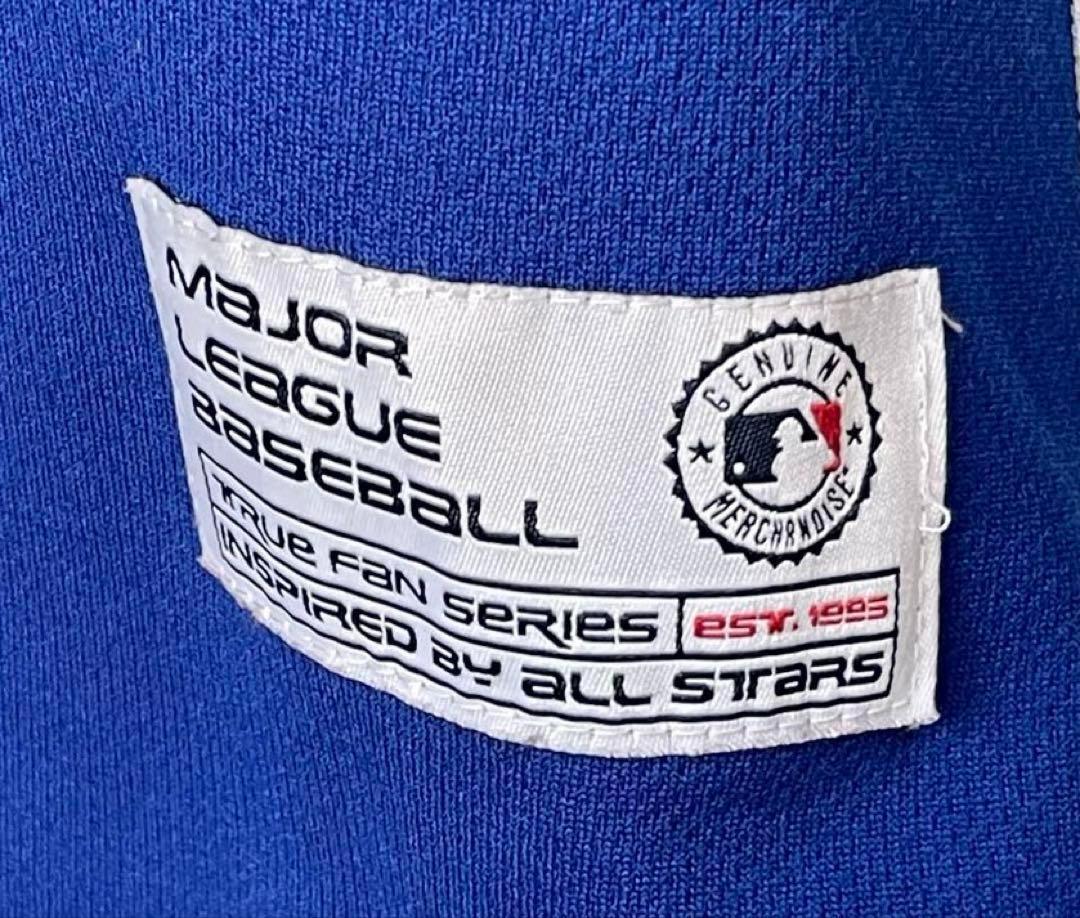 Major
League
Baseball
GENUINE
MERCHANDISE
True Fan Series
est. 1995
Inspired by All Stars